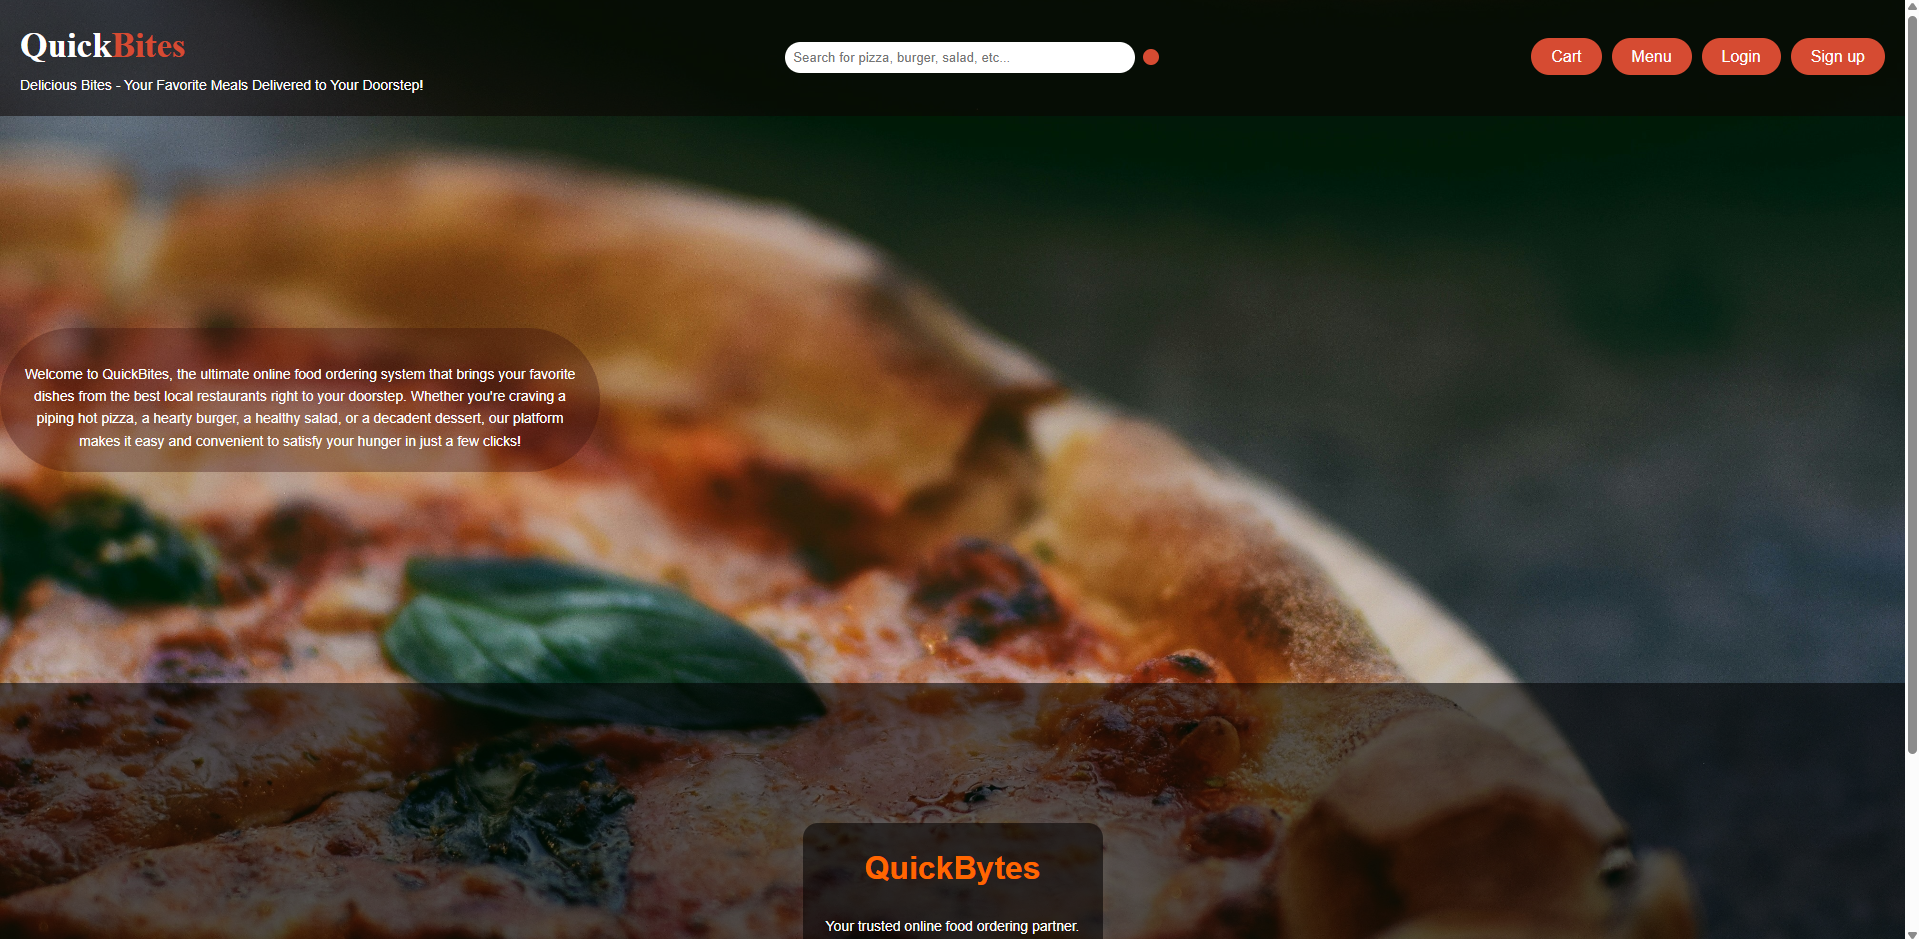 QuickBites
Delicious Bites - Your Favorite Meals Delivered to Your Doorstep!
Search for pizza, burger, salad, etc...
Cart
Menu
Login
Sign up
Welcome to QuickBites, the ultimate online food ordering system that brings your favorite
dishes from the best local restaurants right to your doorstep. Whether you're craving a
piping hot pizza, a hearty burger, a healthy salad, or a decadent dessert, our platform
makes it easy and convenient to satisfy your hunger in just a few clicks!
QuickBytes
Your trusted online food ordering partner.